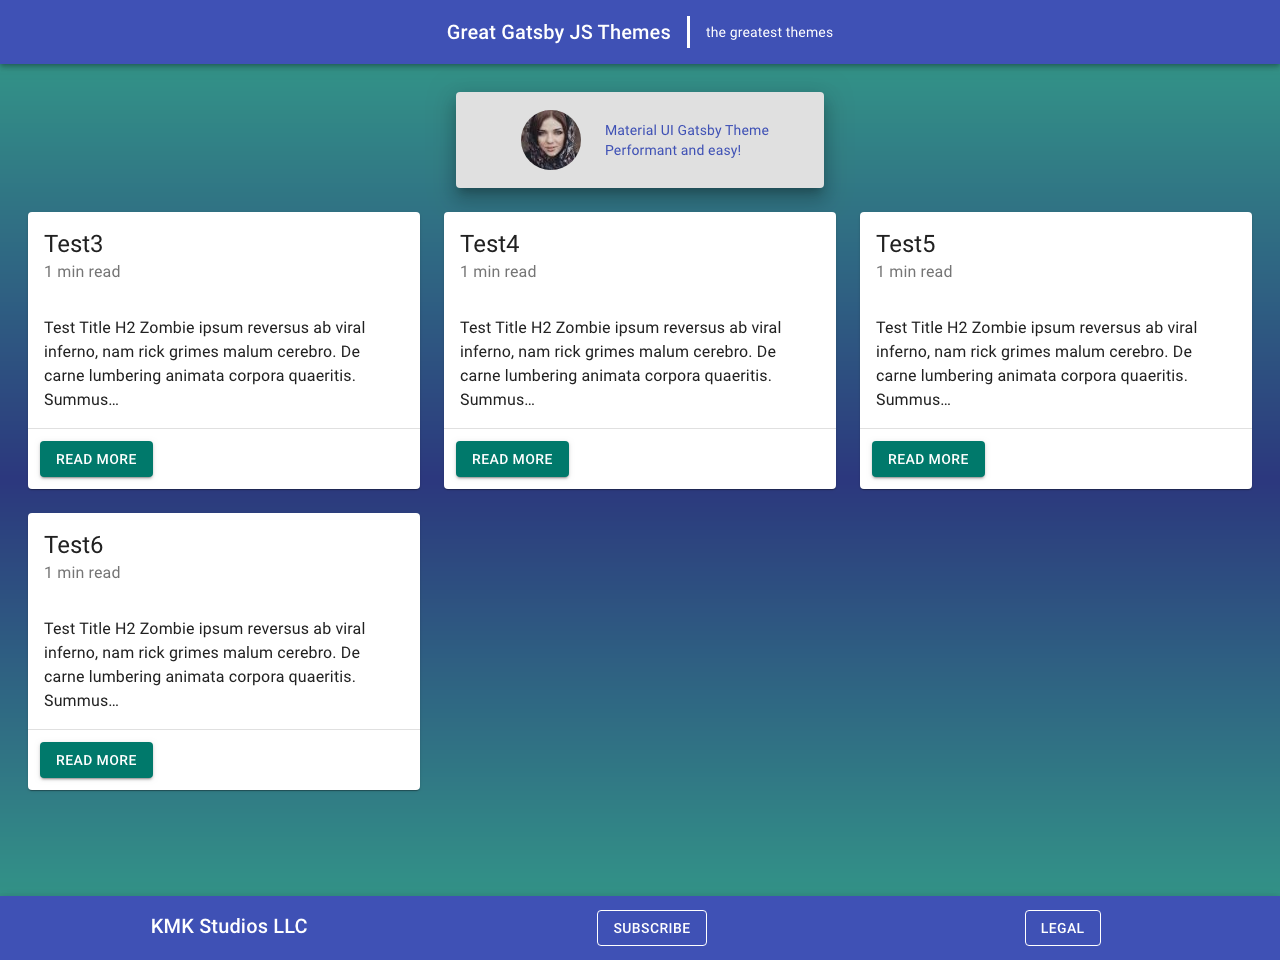 Great Gatsby JS Themes
the greatest themes
Material UI Gatsby Theme
Performant and easy!
Test3
1 min read
Test Title H2 Zombie ipsum reversus ab viral
inferno, nam rick grimes malum cerebro. De
carne lumbering animata corpora quaeritis.
Summus…
READ MORE
Test4
1 min read
Test Title H2 Zombie ipsum reversus ab viral
inferno, nam rick grimes malum cerebro. De
carne lumbering animata corpora quaeritis.
Summus…
READ MORE
Test5
1 min read
Test Title H2 Zombie ipsum reversus ab viral
inferno, nam rick grimes malum cerebro. De
carne lumbering animata corpora quaeritis.
Summus…
READ MORE
Test6
1 min read
Test Title H2 Zombie ipsum reversus ab viral
inferno, nam rick grimes malum cerebro. De
carne lumbering animata corpora quaeritis.
Summus…
READ MORE
KMK Studios LLC
SUBSCRIBE
LEGAL